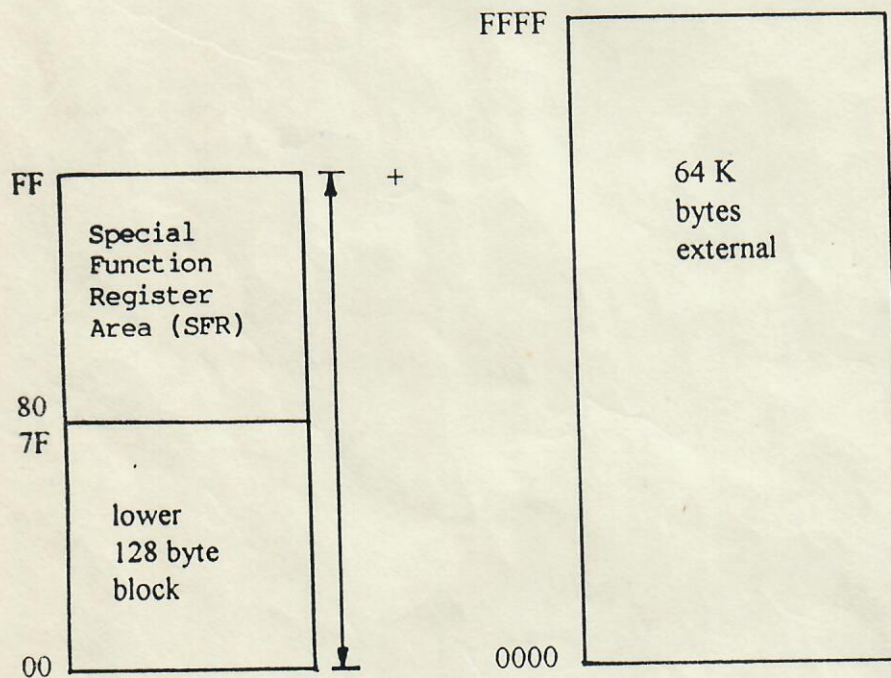 FF
Special
Function
Register
Area (SFR)
80
7F
lower
128 byte
block
00
+
FFFF
64 K
bytes
external
0000